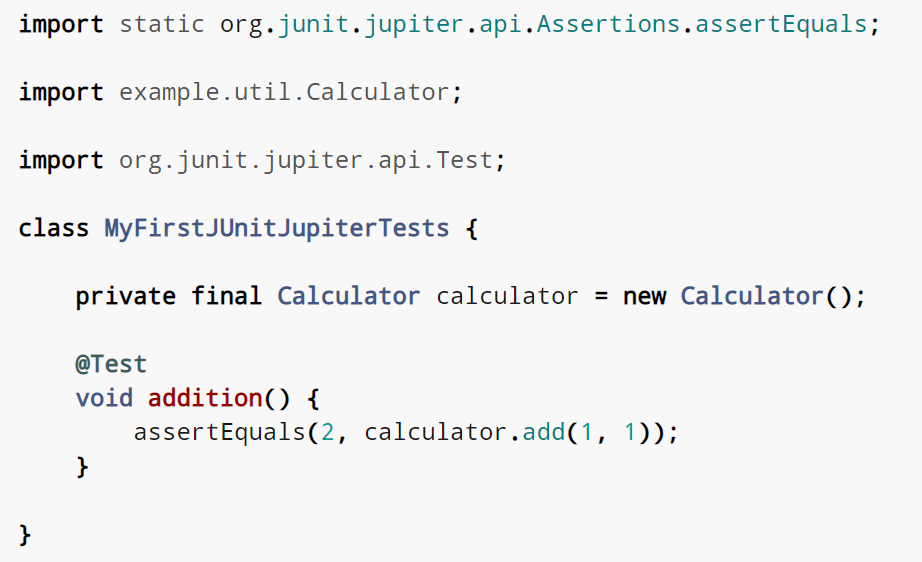 import static org.junit.jupiter.api.Assertions.assertEquals;
import example.util.Calculator;
import org.junit.jupiter.api.Test;
class MyFirstJUnitJupiterTests {
    private final Calculator calculator = new Calculator();
    @Test
    void addition() {
        assertEquals(2, calculator.add(1, 1));
    }
}